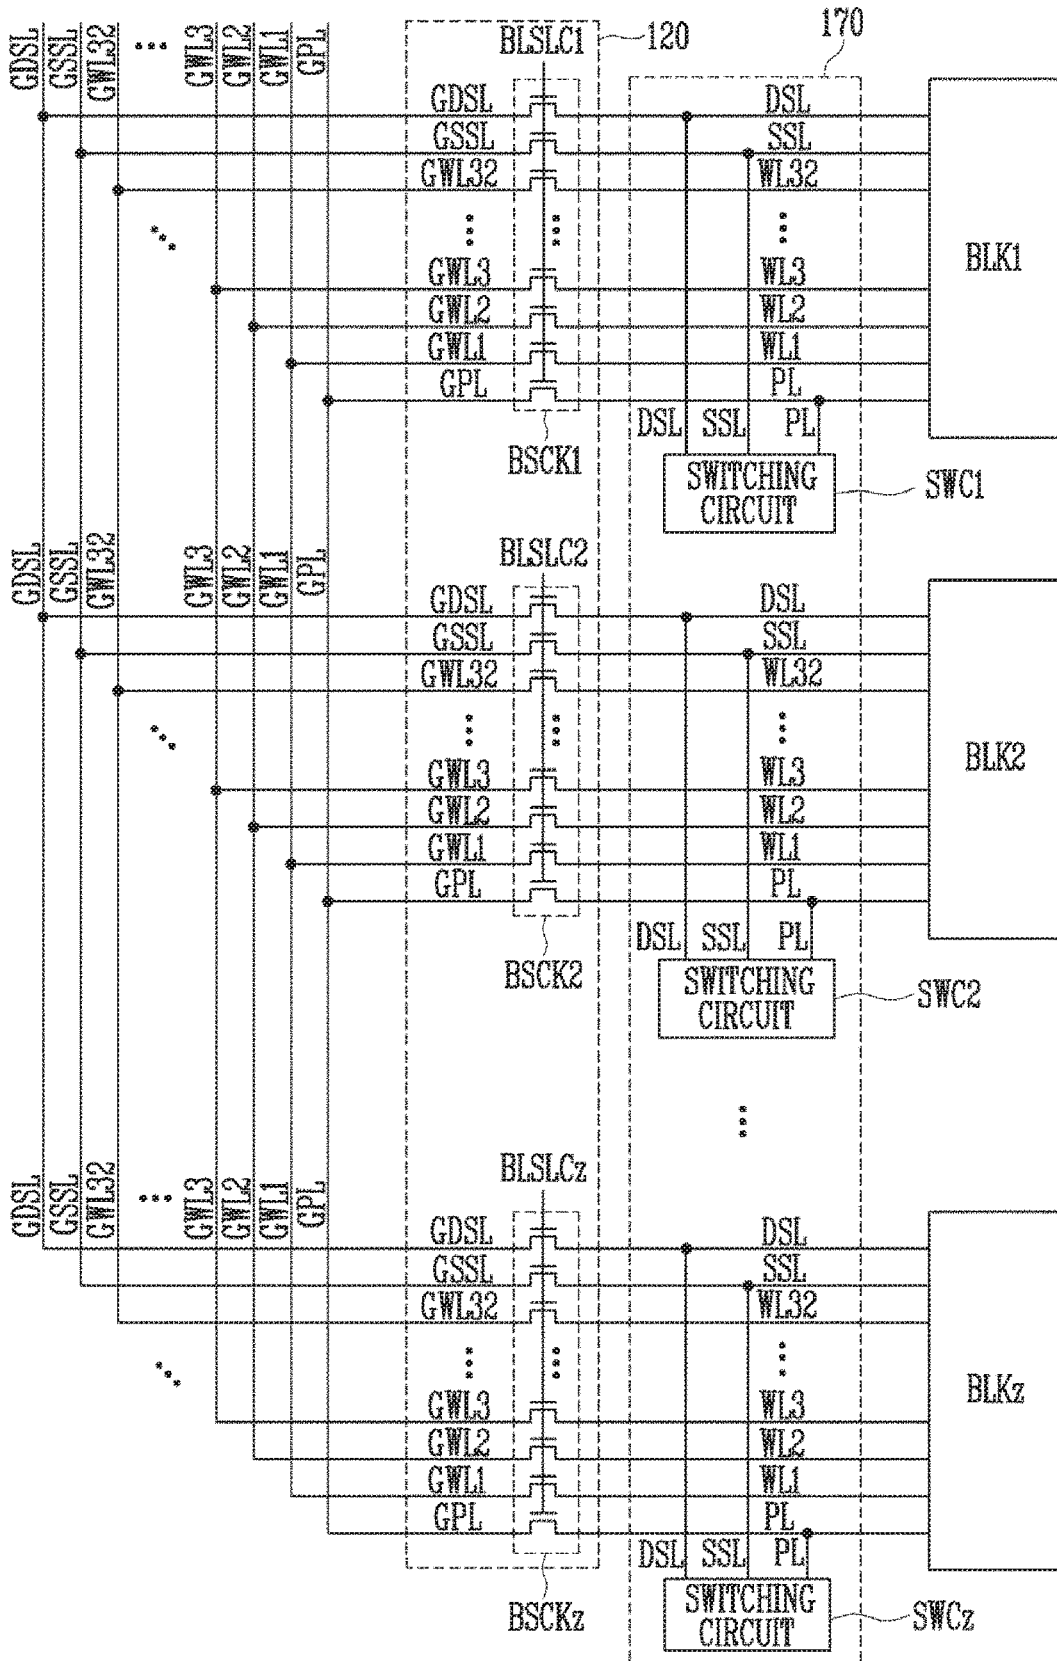 GDSL
GSSL
GWL32
GWL3
GWL2
GWL1
GPL
BLSLC1
120
170
GDSL
DSL
GSSL
SSL
GWL32
WL32
BLK1
GWL3
WL3
GWL2
WL2
GWL1
WL1
GPL
PL
DSL
SSL
PL
BSCK1
SWITCHING
CIRCUIT
SWC1
GDSL
GSSL
GWL32
GWL3
GWL2
GWL1
GPL
BLSLC2
GDSL
DSL
GSSL
SSL
GWL32
WL32
BLK2
GWL3
WL3
GWL2
WL2
GWL1
WL1
GPL
PL
DSL
SSL
PL
BSCK2
SWITCHING
CIRCUIT
SWC2
GDSL
GSSL
GWL32
GWL3
GWL2
GWL1
GPL
BLSLCz
GDSL
DSL
GSSL
SSL
GWL32
WL32
BLKz
GWL3
WL3
GWL2
WL2
GWL1
WL1
GPL
PL
DSL
SSL
PL
BSCKz
SWITCHING
CIRCUIT
SWCz